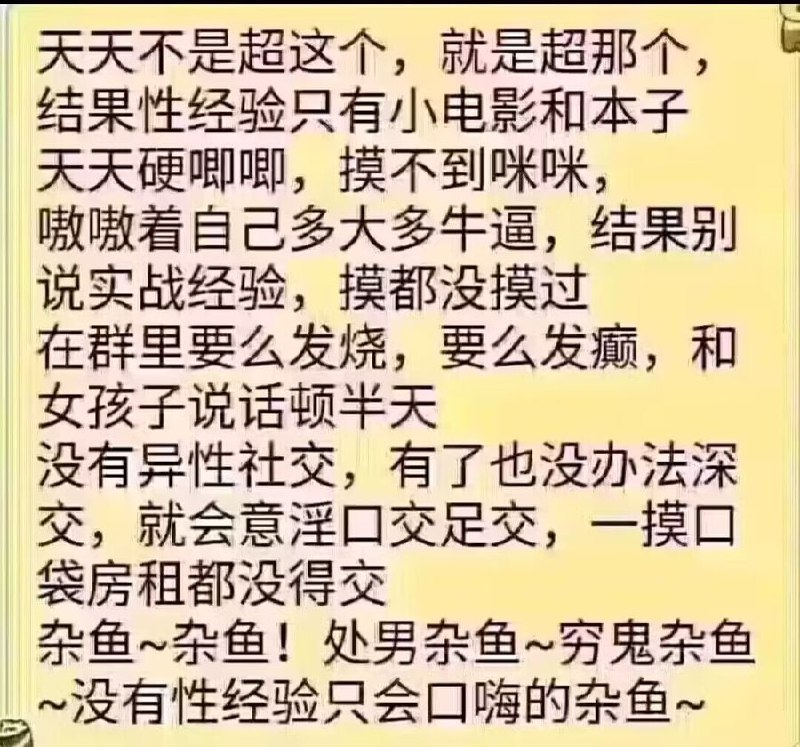 天天不是超这个，就是超那个，
结果性经验只有小电影和本子
天天硬唧唧，摸不到咪咪，
嗷嗷着自己多大多牛逼，结果别
说实战经验，摸都没摸过
在群里要么发烧，要么发癫，和
女孩子说话顿半天
没有异性社交，有了也没办法深
交，就会意淫口交足交，一摸口
袋房租都没得交
杂鱼~杂鱼！处男杂鱼~穷鬼杂鱼
~没有性经验只会口嗨的杂鱼~